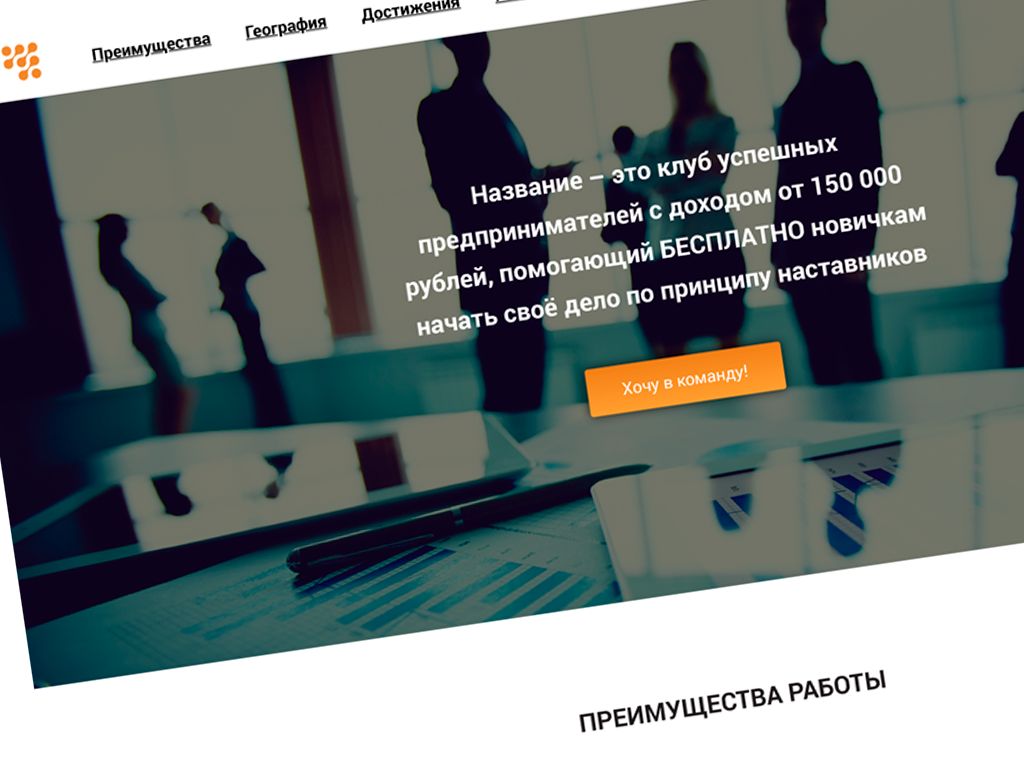 Преимущества География Достижения
Название – это клуб успешных
предпринимателей с доходом от 150 000
рублей, помогающий БЕСПЛАТНО новичкам
начать своё дело по принципу наставников
Хочу в команду!
ПРЕИМУЩЕСТВА РАБОТЫ